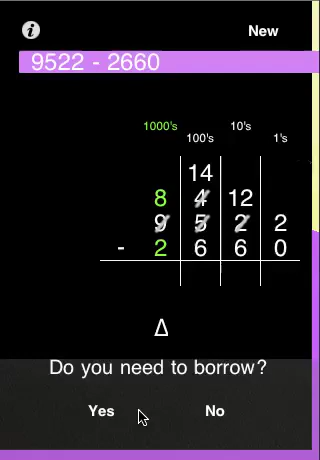 New
9522 - 2660
1000's 100's 10's 1's
14
8 4 12
9 5 2 2
- 2 6 6 0
Δ
Do you need to borrow?
Yes No